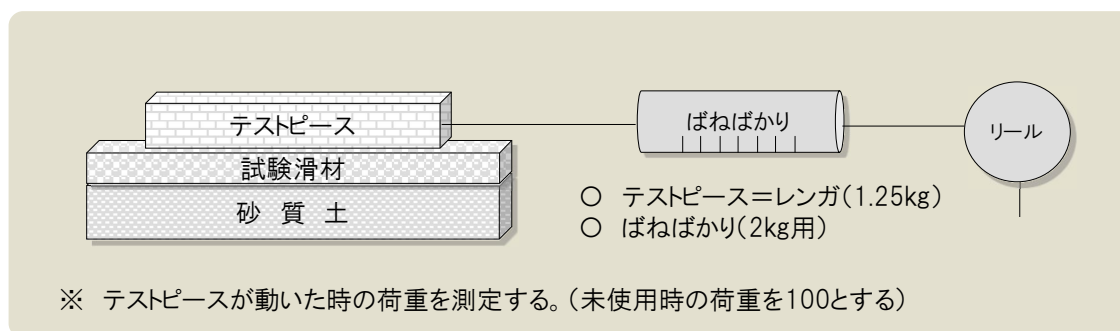 テストピース
ばねばかり
リール
試験滑材
砂 質 土
○ テストピース＝レンガ(1.25kg)
○ ばねばかり(2kg用)
※ テストピースが動いた時の荷重を測定する。(未使用時の荷重を100とする)